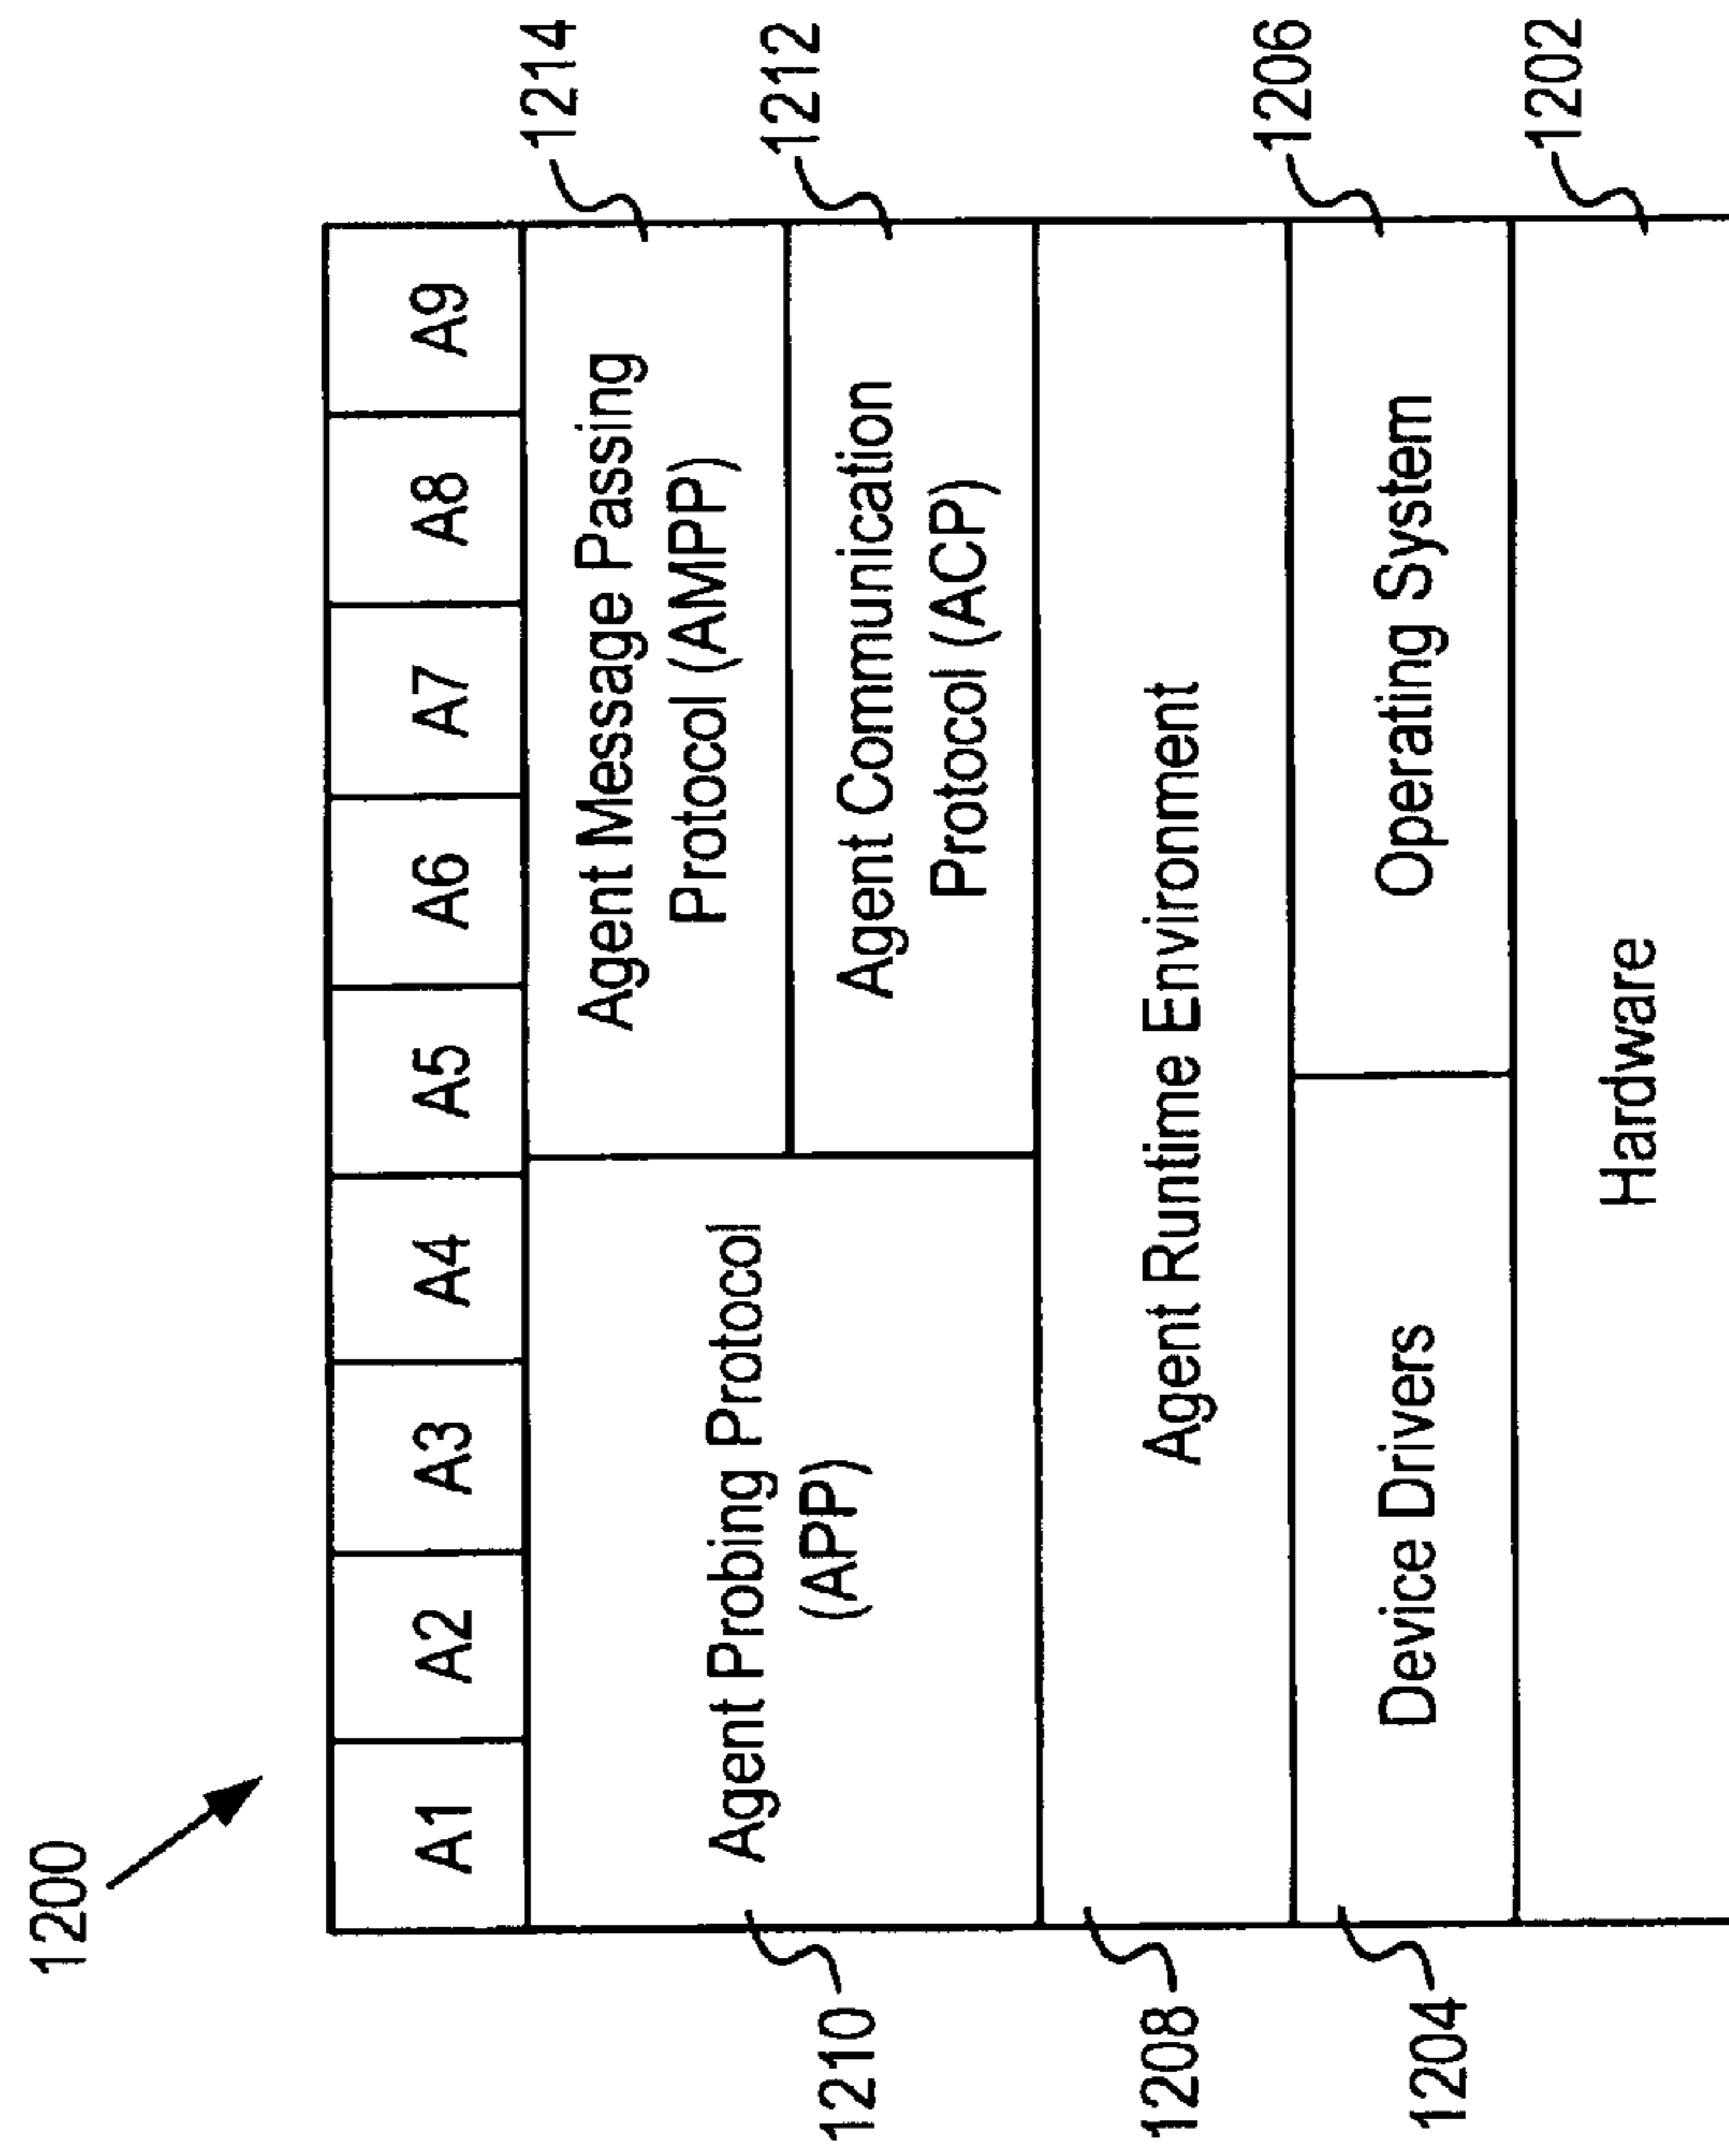 1200
A1 A2 A3 A4 A5 A6 A7 A8 A9
1214
Agent Message Passing
Protocol (AMPP)
1210
Agent Probing Protocol
(APP)
1212
Agent Communication
Protocol (ACP)
1208
Agent Runtime Environment
1206
1204
Device Drivers
Operating System
1202
Hardware